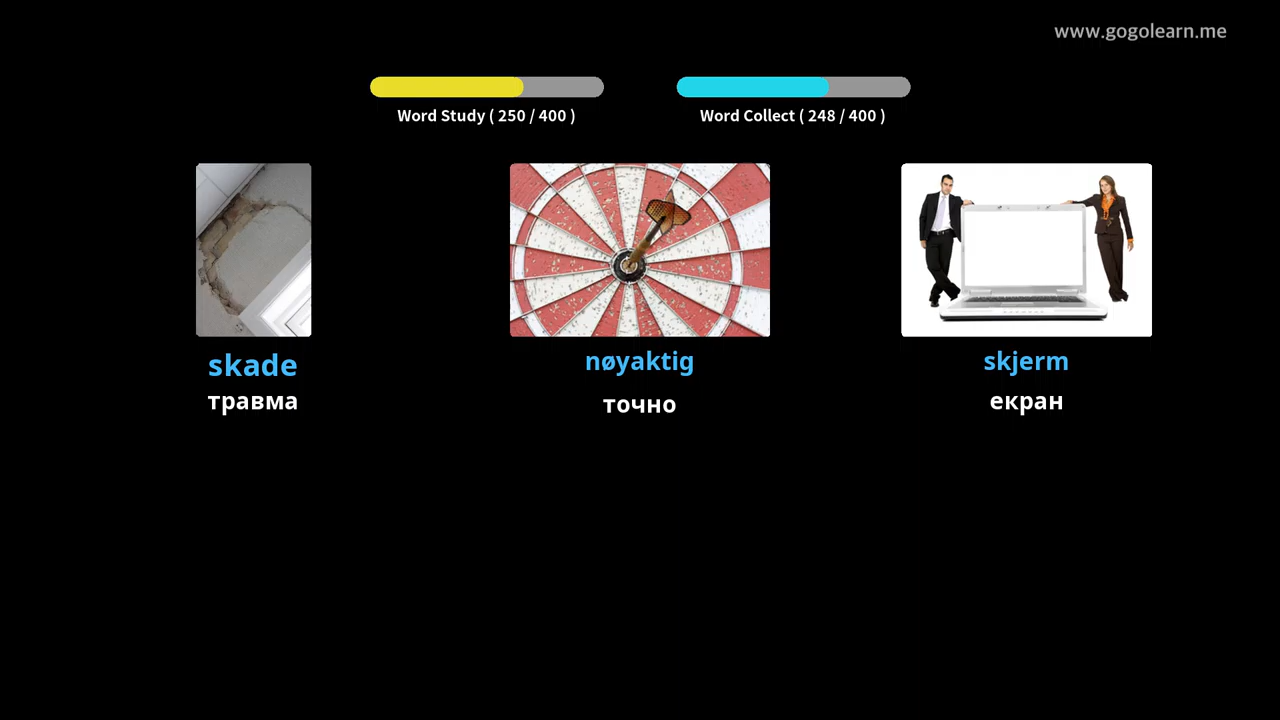 www.gogolearn.me
Word Study ( 250 / 400 )
Word Collect ( 248 / 400 )
skade
травма
nøyaktig
точно
skjerm
екран